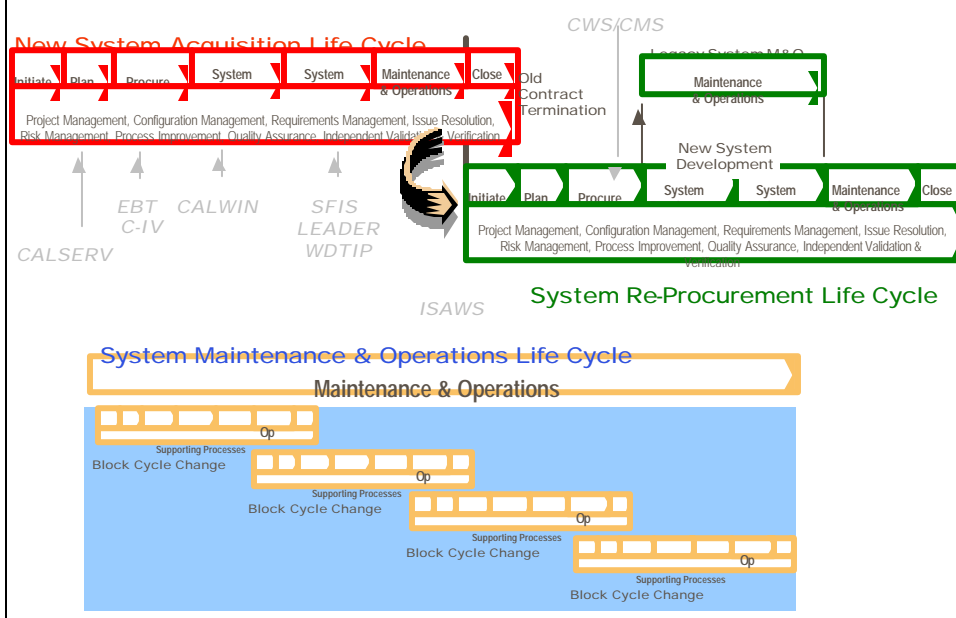 CWS/CMS
New System Acquisition Life Cycle
Legacy System M&O
Initiate
Plan
Procure
System
System
Maintenance
& Operations
Close
Old
Contract
Termination
Maintenance
& Operations
Project Management, Configuration Management, Requirements Management, Issue Resolution,
Risk Management, Process Improvement, Quality Assurance, Independent Validation & Verification
New System
Development
Initiate
Plan
Procure
System
System
Maintenance
& Operations
Close
EBT
C-IV
CALWIN
SFIS
LEADER
WDTIP
CALSERV
Project Management, Configuration Management, Requirements Management, Issue Resolution,
Risk Management, Process Improvement, Quality Assurance, Independent Validation &
Verification
System Re-Procurement Life Cycle
ISAWS
System Maintenance & Operations Life Cycle
Maintenance & Operations
Op
Supporting Processes
Block Cycle Change
Op
Supporting Processes
Block Cycle Change
Op
Supporting Processes
Block Cycle Change
Op
Supporting Processes
Block Cycle Change